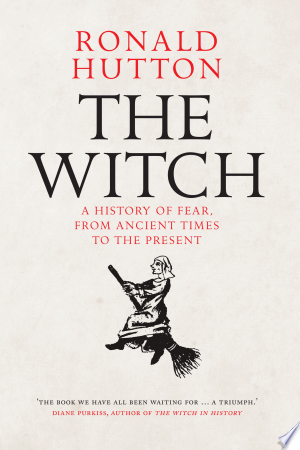 RONALD
HUTTON
THE
WITCH
A HISTORY OF FEAR,
FROM ANCIENT TIMES
TO THE PRESENT
'THE BOOK WE HAVE ALL BEEN WAITING FOR ... A TRIUMPH.'
DIANE PURKISS, AUTHOR OF THE WITCH IN HISTORY